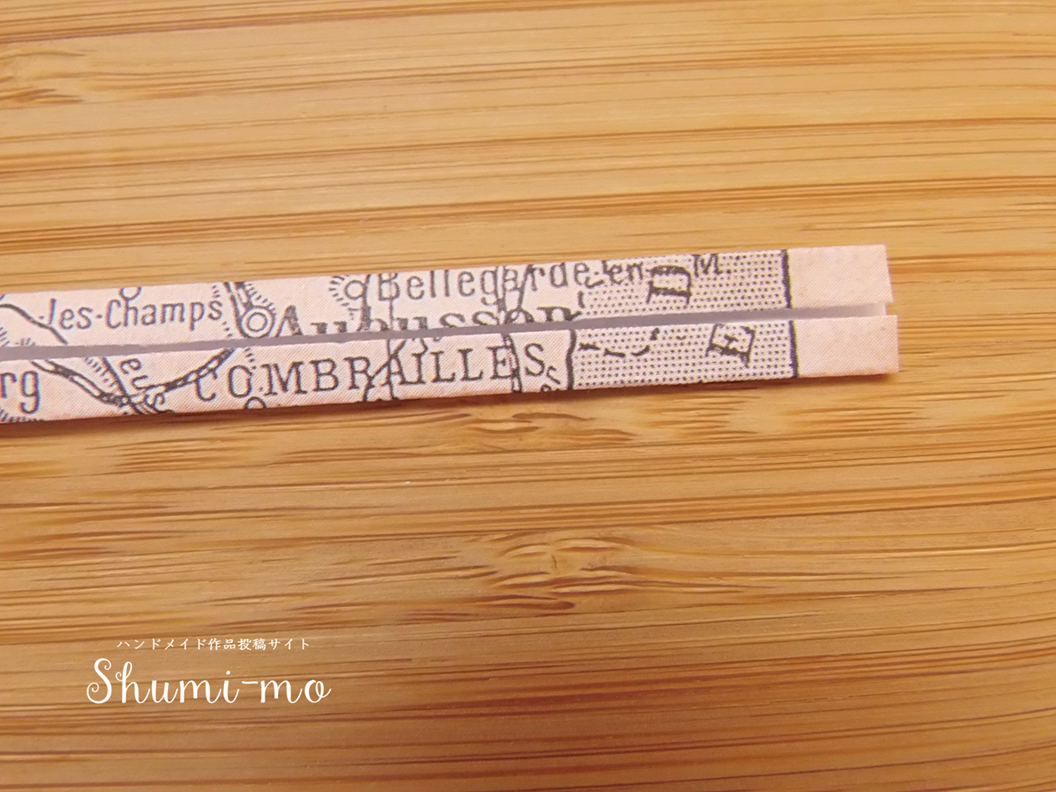 Bellegarde-en-M.
-les-Champs
Aubusson
D
E
rg
COMBRAILLES
ハンドメイド作品投稿サイト
Shumi-mo